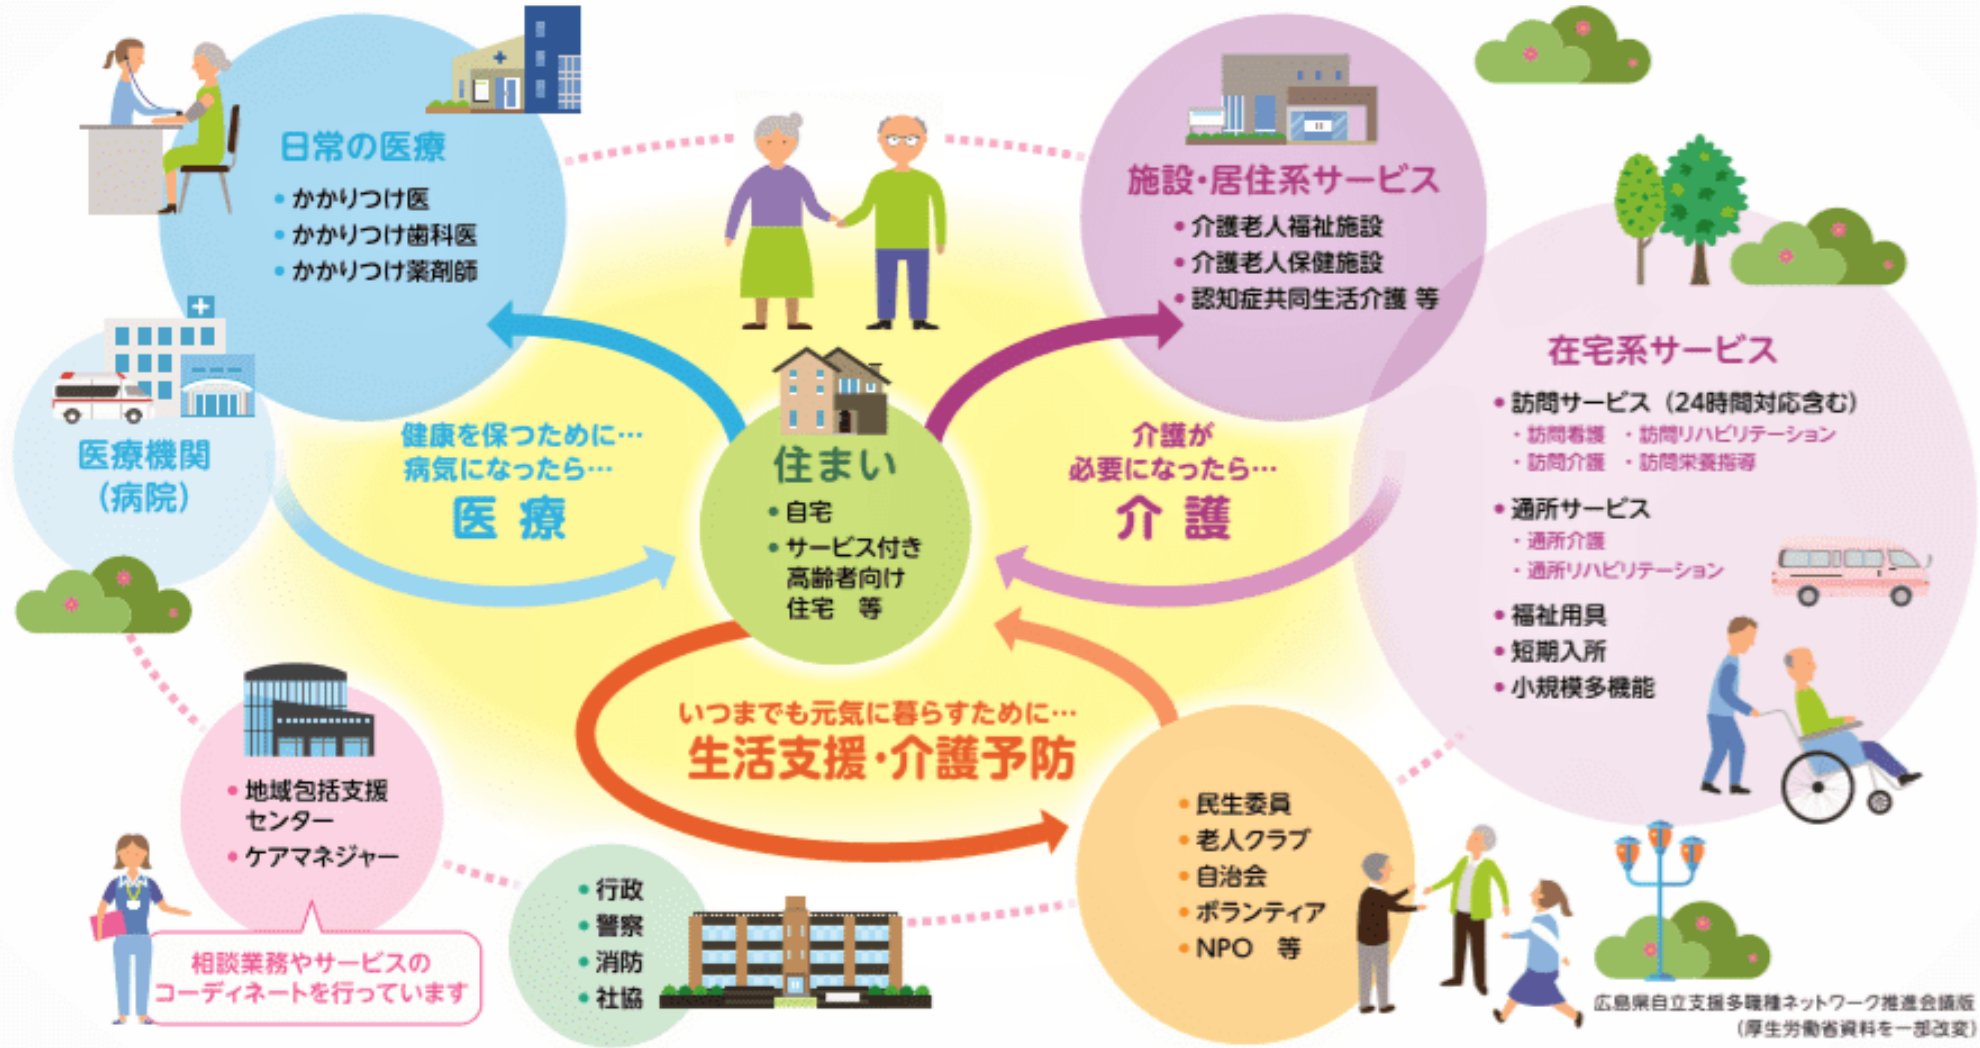 日常の医療
• かかりつけ医
• かかりつけ歯科医
• かかりつけ薬剤師
医療機関
（病院）
健康を保つために…
病気になったら…
医療
住まい
• 自宅
• サービス付き
高齢者向け
住宅　等
施設・居住系サービス
• 介護老人福祉施設
• 介護老人保健施設
• 認知症共同生活介護 等
介護が
必要になったら…
介護
在宅系サービス
• 訪問サービス（24時間対応含む）
・訪問看護 ・訪問リハビリテーション
・訪問介護 ・訪問栄養指導
• 通所サービス
・通所介護
・通所リハビリテーション
• 福祉用具
• 短期入所
• 小規模多機能
いつまでも元気に暮らすために…
生活支援・介護予防
• 地域包括支援
センター
• ケアマネジャー
相談業務やサービスの
コーディネートを行っています
• 行政
• 警察
• 消防
• 社協
• 民生委員
• 老人クラブ
• 自治会
• ボランティア
• NPO　等
広島県自立支援多職種ネットワーク推進会議版
（厚生労働省資料を一部改変）